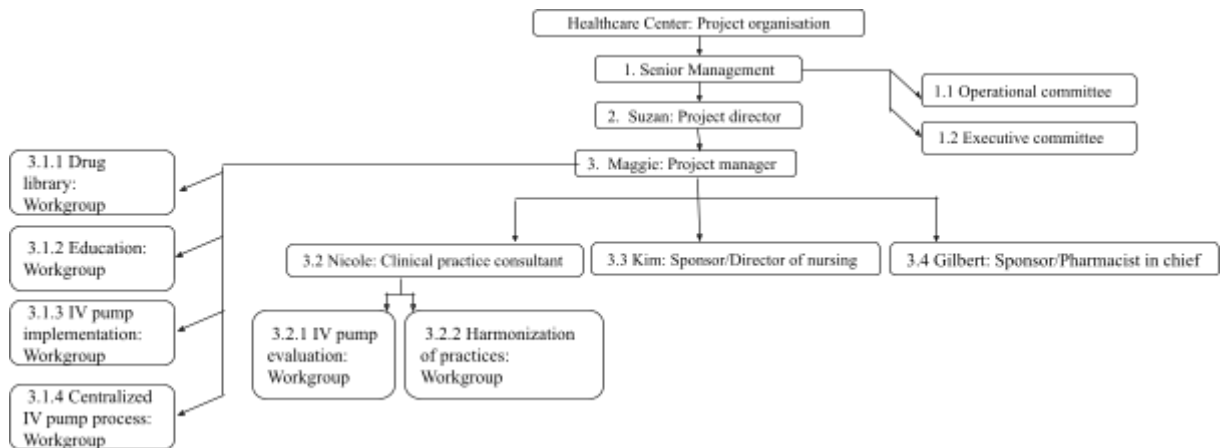 Healthcare Center: Project organisation
1. Senior Management
1.1 Operational committee
2. Suzan: Project director
1.2 Executive committee
3. Maggie: Project manager
3.1.1 Drug
library:
Workgroup
3.1.2 Education:
Workgroup
3.2 Nicole: Clinical practice consultant
3.3 Kim: Sponsor/Director of nursing
3.4 Gilbert: Sponsor/Pharmacist in chief
3.1.3 IV pump
implementation:
Workgroup
3.2.1 IV pump
evaluation:
Workgroup
3.2.2 Harmonization
of practices:
Workgroup
3.1.4 Centralized
IV pump process:
Workgroup